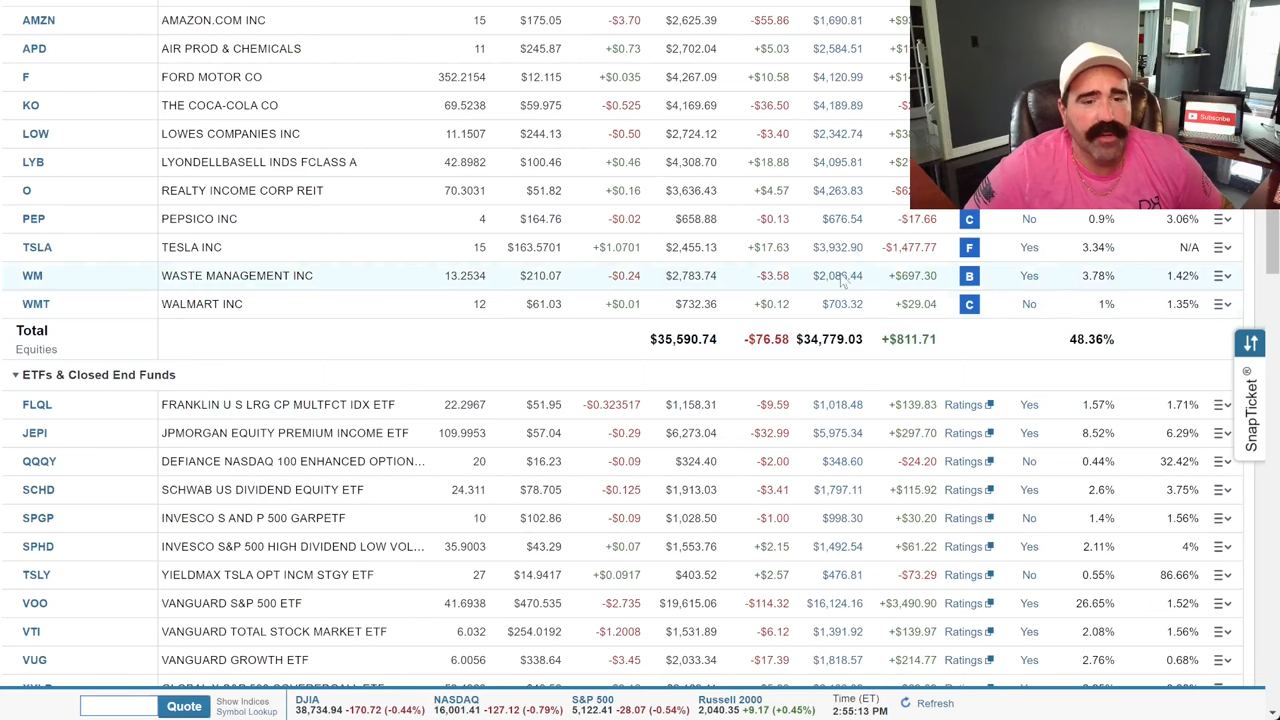 AMZN AMAZON.COM INC 15 $175.05 -$3.70 $2,625.39 -$55.86 $1,690.81
APD AIR PROD & CHEMICALS 11 $245.87 +$0.73 $2,702.04 +$5.03 $2,584.51
F FORD MOTOR CO 352.2154 $12.115 +$0.035 $4,267.09 +$10.58 $4,120.99
KO THE COCA-COLA CO 69.5238 $59.975 -$0.525 $4,169.69 -$36.50 $4,189.89
LOW LOWES COMPANIES INC 11.1507 $244.13 -$0.50 $2,724.12 -$5.58 $2,342.74
LYB LYONDELLBASELL INDS FCLASS A 42.8982 $100.46 +$0.46 $4,308.70 +$18.88 $4,095.81
O REALTY INCOME CORP REIT 70.3031 $51.82 +$0.16 $3,636.43 +$4.57 $4,263.83
PEP PEPSICO INC 4 $164.76 -$0.02 $658.88 -$0.13 $676.54 -$17.66 C No 0.9% 3.06%
TSLA TESLA INC 15 $163.5701 +$1.0701 $2,455.13 +$17.63 $3,932.90 -$1,477.77 F Yes 3.34% N/A
WM WASTE MANAGEMENT INC 13.2534 $210.07 -$0.24 $2,783.74 -$3.58 $2,086.44 +$697.30 B Yes 3.78% 1.42%
WMT WALMART INC 12 $61.03 +$0.01 $732.36 +$0.12 $703.32 +$29.04 C No 1% 1.35%
Total $35,590.74 -$76.58 $34,779.03 +$811.71 48.36%
Equities
ETFs & Closed End Funds
FLQL FRANKLIN U S LRG CP MULTFCT IDX ETF 22.2967 -$0.323517 $1,158.31 -$9.59 $1,018.48 +$139.83 Ratings Yes 1.57% 1.71%
JEPI JPMORGAN EQUITY PREMIUM INCOME ETF 109.9953 $6,273.04 -$32.99 $5,975.34 +$297.70 Ratings Yes 8.52% 6.29%
QQQY DEFIANCE NASDAQ 100 ENHANCED OPTION... 20 -$0.09 $324.40 -$2.00 $348.60 -$24.20 Ratings No 0.44% 32.42%
SCHD SCHWAB US DIVIDEND EQUITY ETF 24.311 $78.705 -$0.125 $1,913.03 $1,797.11 +$115.92 Ratings Yes 2.6% 3.75%
SPGP INVESCO S AND P 500 GARPETF 10 $102.86 -$0.09 $1,028.50 $998.30 +$30.20 Ratings No 1.4% 1.56%
SPHD INVESCO S&P 500 HIGH DIVIDEND LOW VOL... 35.9003 $43.29 +$0.07 $1,553.76 +$2.15 $1,492.54 +$61.22 Ratings Yes 2.11% 4%
TSLY YIELDMAX TSLA OPT INCM STGY ETF 27 $14.9417 +$0.0917 $403.52 +$2.57 $476.81 -$73.29 Ratings No 0.55% 86.66%
VOO VANGUARD S&P 500 ETF 41.6938 $470.535 -$2.735 $19,615.06 -$114.32 $16,124.16 +$3,490.90 Ratings Yes 26.65% 1.52%
VTI VANGUARD TOTAL STOCK MARKET ETF 6.032 $254.0192 -$1.2008 $1,531.89 -$6.12 $1,391.92 +$139.97 Ratings Yes 2.08% 1.56%
VUG VANGUARD GROWTH ETF 6.0056 $338.64 -$3.45 $2,033.34 -$17.39 $1,818.57 +$214.77 Ratings Yes 2.76% 0.68%
Subscribe
SnapTicket ®
Quote
Show Indices
Symbol Lookup
DJIA
38,734.94 -170.72 (-0.44%)
NASDAQ
16,001.41 -127.12 (-0.79%)
S&P 500
5,122.41 -28.07 (-0.54%)
Russell 2000
2,040.35 +9.17 (+0.45%)
Time (ET)
2:55:13 PM
Refresh